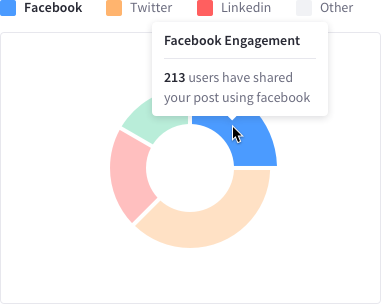 Facebook Twitter Linkedin Other
Facebook Engagement
213 users have shared
your post using facebook